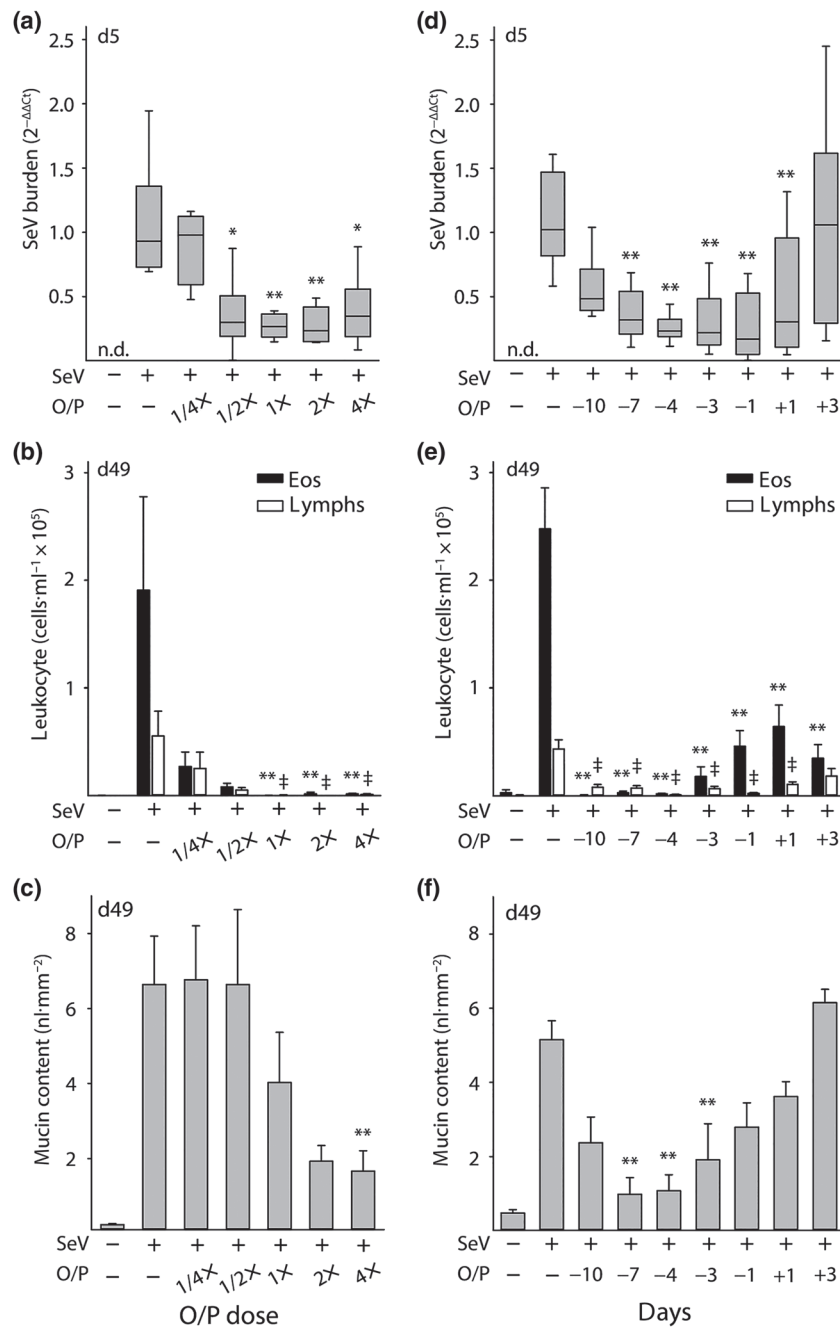 (a)
d5
SeV burden (2−ΔΔCt)
2.5
2.0
1.5
1.0
0.5
n.d.
* ** ** *
SeV − + + + + + +
O/P − − 1/4X 1/2X 1X 2X 4X
(b)
d49
Eos
Lymphs
Leukocyte (cells·ml−1 × 105)
3
2
1
** ‡ ** ‡ ** ‡
SeV − + + + + + +
O/P − − 1/4X 1/2X 1X 2X 4X
(c)
d49
Mucin content (nl·mm−2)
8
6
4
2
**
SeV − + + + + + +
O/P − − 1/4X 1/2X 1X 2X 4X
O/P dose
(d)
d5
SeV burden (2−ΔΔCt)
2.5
2.0
1.5
1.0
0.5
n.d.
** ** ** ** **
SeV − + + + + + + + +
O/P − − −10 −7 −4 −3 −1 +1 +3
(e)
d49
Eos
Lymphs
Leukocyte (cells·ml−1 × 105)
3
2
1
** ‡ ** ‡ ** ‡ ** ‡ ** ‡ ** ‡ **
SeV − + + + + + + + +
O/P − − −10 −7 −4 −3 −1 +1 +3
(f)
d49
Mucin content (nl·mm−2)
8
6
4
2
** ** **
SeV − + + + + + + + +
O/P − − −10 −7 −4 −3 −1 +1 +3
Days